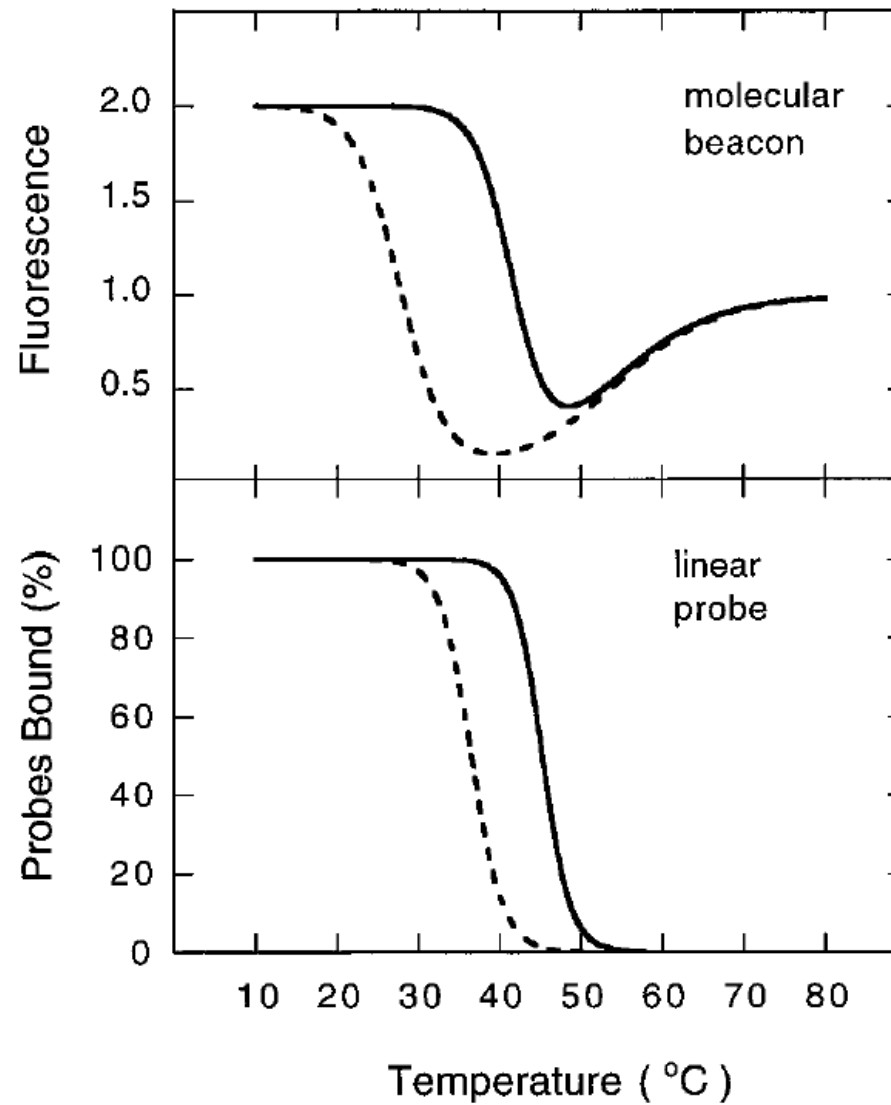 molecular
beacon
Fluorescence
2.0
1.5
1.0
0.5
linear
probe
Probes Bound (%)
100
80
60
40
20
0
10 20 30 40 50 60 70 80
Temperature ( °C )